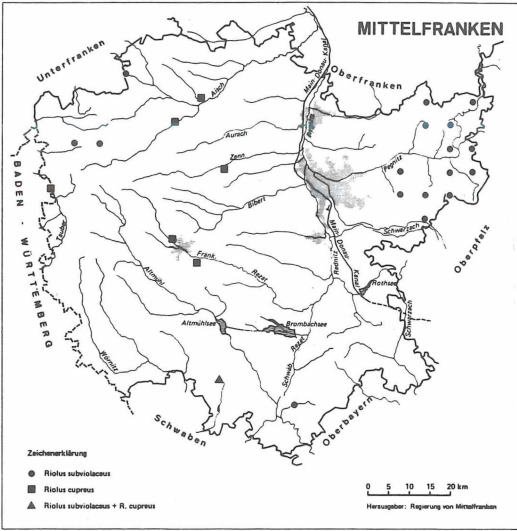 MITTELFRANKEN
Unterfranken
Oberfranken
Main Donau Kanal
Aisch
Aurach
Zenn
Bibert
Pegnitz
Schwarzach
BADEN - WÜRTTEMBERG
Tauber
Frank. Rezat
Altmühl
Rednitz
Main Donau Kanal
Rothsee
Oberpfalz
Schwarzach
Altmühlsee
Brombachsee
Wörnitz
Schwäb. Rezat
Schwaben
Oberbayern
Zeichenerklärung
Riolus subviolaceus
Riolus cupreus
Riolus subviolaceus + R. cupreus
0 5 10 15 20 km
Herausgeber: Regierung von Mittelfranken